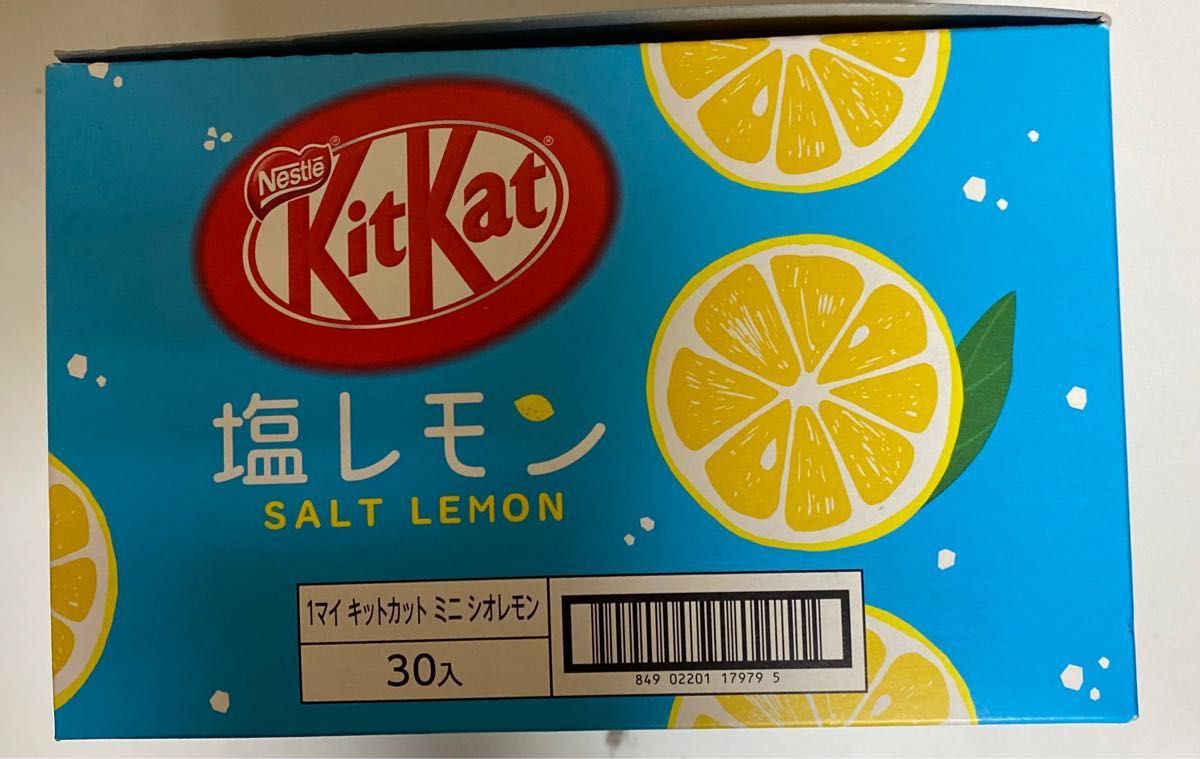 Nestlé
KitKat
塩レモン
SALT LEMON
1マイ キットカット ミニ シオレモン
30入
849 02201 17979 5